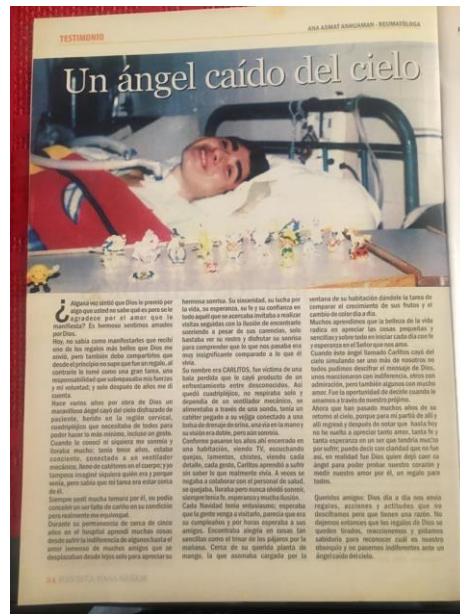 ANA ASMAT ANHUAMAN - REUMATÓLOGA
TESTIMONIO
Un ángel caído del cielo
¿Alguna vez sintió que Dios le premió por
algo que usted no sabe qué es pero se le
agradece por el amor que le
manifiesta? Es hermoso sentirnos amados
por Dios.
Hoy, no sabía como manifestarles que recibí
uno de los regalos más bellos que Dios me
envió, pero también debo compartirles que
desde el principio no supe qué fue un regalo, al
contrario lo tomé como una gran tarea, una
responsabilidad que sobrepasaba mis fuerzas
y mi voluntad; y solo después de años me di
cuenta.
Hace varios años por obra de Dios un
maravilloso ángel cayó del cielo disfrazado de
paciente, herido en la región cervical,
cuadripléjico que necesitaba de todos para
poder hacer lo más mínimo, incluso un gesto.
Cuando le conocí ni siquiera me sonreía y
lloraba mucho; tenía temor años, estaba
conciente, conectado a un ventilador
mecánico, lleno de catéteres en el cuerpo; y yo
tampoco imaginé siquiera quién era y porque
venía, pero sabía que mi tarea era estar cerca
de él.
Siempre sentí mucha ternura por él, no podía
concebir un ser falto de cariño en su condición
pero realmente me equivoqué.
Durante su permanencia de cerca de cinco
años en el hospital aprendí muchas cosas
desde sufrir la indiferencia de algunos hasta el
amor inmenso de muchos amigos que se
desplazaban desde lejos solo para apreciar su
hermosa sonrisa. Su sinceridad, su lucha por
la vida, su esperanza, su fe y su confianza en
todo aquél que se acercaba invitaba a realizar
visitas seguidas con la ilusión de encontrarle
sonriendo a pesar de sus carencias, solo
bastaba ver su rostro y disfrutar su sonrisa
para comprender que lo que nos pasaba era
muy insignificante comparado a lo que él
vivía.
Su nombre era CARLITOS, fue víctima de una
bala perdida que le cayó producto de un
enfrentamiento entre desconocidos. Así
quedó cuadripléjico, no respiraba solo y
dependía de un ventilador mecánico, se
alimentaba a través de una sonda, tenía un
catéter pegado a su vejiga conectado a una
bolsa de drenaje de orina, una vía en la mano y
su visión era doble, pero aún sonreía.
Conforme pasaron los años ahí encerrado en
una habitación, viendo TV, escuchando
quejas, lamentos, chistes, viendo cada
detalle, cada gesto, Carlitos aprendió a sufrir
sin saber lo que realmente vivía. A veces se
negaba a colaborar con el personal de salud,
se quejaba, lloraba pero nunca olvidó sonreír,
siempre tenía fe, esperanza y mucha ilusión.
Cada Navidad tenía entusiasmo; esperaba
que la gente venga a visitarlo, parecía que era
su cumpleaños y por horas esperaba a sus
amigos. Encontraba alegría en cosas tan
sencillas como el trinar de los pájaros por la
mañana. Cerca de su querida planta de
mango, la que asomaba cargada por la
ventana de su habitación dándole la tarea de
comparar el crecimiento de sus frutos y el
cambio de color día a día.
Muchos aprendimos que la belleza de la vida
radica en apreciar las cosas pequeñas y
sencillas y sobre todo en iniciar cada día con fe
y esperanza en el Señor que nos ama.
Cuando éste ángel llamado Carlitos cayó del
cielo simulando ser uno más de nosotros, no
todos pudimos descifrar el mensaje de Dios,
unos reaccionaron con indiferencia, otros con
admiración, pero también algunos con mucho
amor. Fue la oportunidad de decirle cuando le
amamos a través de nuestro prójimo.
Ahora que han pasado muchos años de su
retorno al cielo, porque para mí partió de allí y
allí regresó y después de notar que hasta hoy
no he vuelto a apreciar tanto amor, tanta fe y
tanta esperanza en un ser que tendría mucho
por sufrir; puedo decir con claridad que no fue
así, en realidad fue Dios quien dejó caer su
ángel para poder probar nuestro corazón y
medir nuestro amor por él, un regalo para
todos.
Queridos amigos: Dios día a día nos envía
regalos, acciones y actitudes que no
desciframos pero que tienen una razón. No
dejemos entonces que los regalos de Dios se
queden tirados, reaccionemos y pidamos
sabiduría para reconocer cuál es nuestro
obsequio y no pasemos indiferentes ante un
ángel caído del cielo.